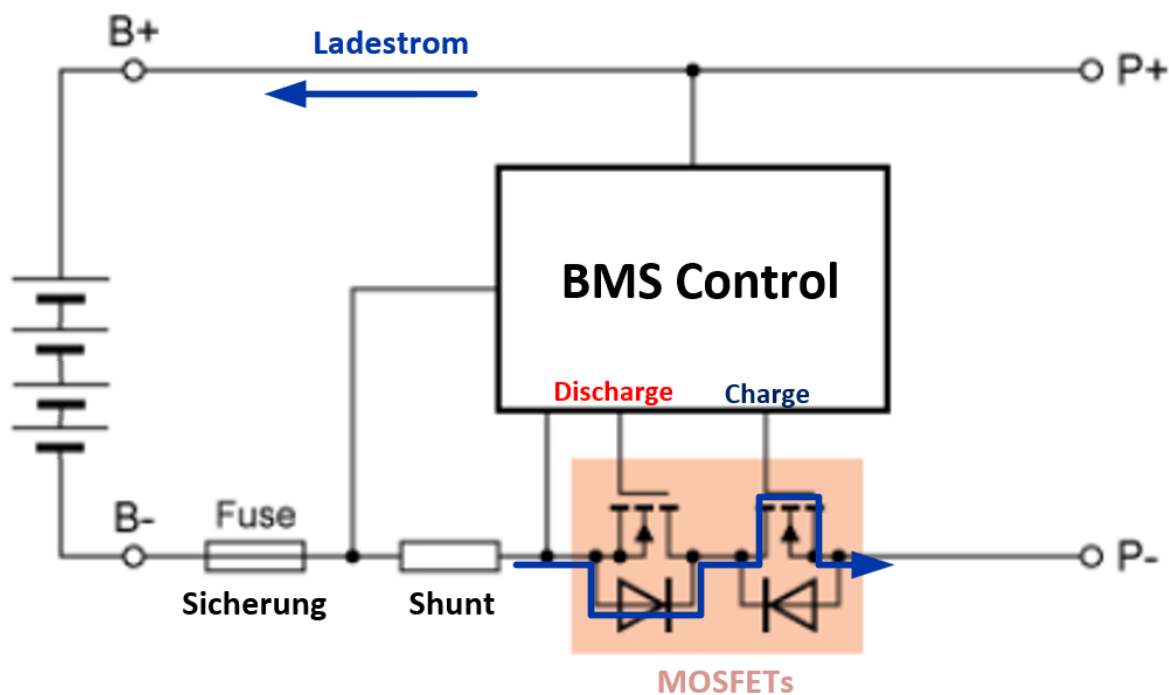 B+
Ladestrom
P+
BMS Control
Discharge
Charge
B-
Fuse
P-
Sicherung
Shunt
MOSFETs